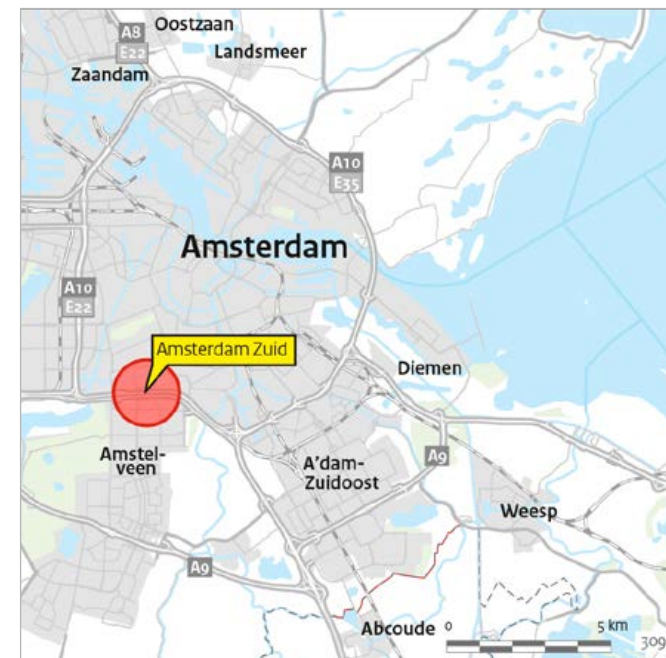 A8
E22
Oostzaan
Landsmeer
Zaandam
A10
E35
Amsterdam
A10
E22
Amsterdam Zuid
Diemen
Amstel-
veen
A'dam-
Zuidoost
A9
Weesp
A9
Abcoude
0
5 km
309